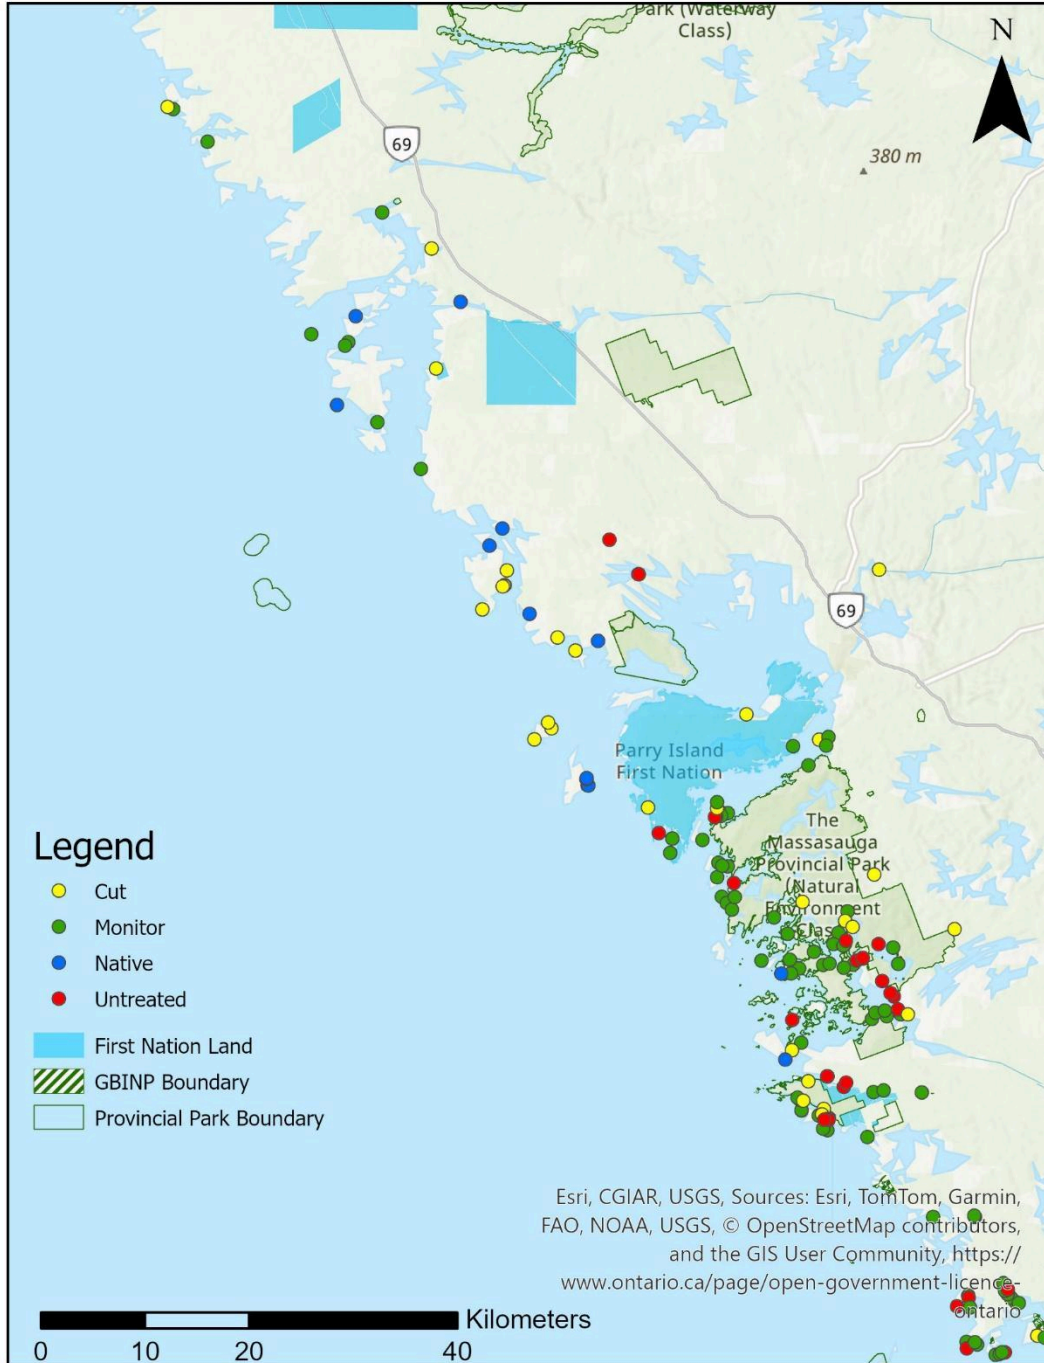 Park (Waterway
Class)
N
69
380 m
69
Parry Island
First Nation
The
Massasauga
Provincial Park
(Natural
Environment
Class)
Legend
Cut
Monitor
Native
Untreated
First Nation Land
GBINP Boundary
Provincial Park Boundary
Esri, CGIAR, USGS, Sources: Esri, TomTom, Garmin,
FAO, NOAA, USGS, © OpenStreetMap contributors,
and the GIS User Community, https://
www.ontario.ca/page/open-government-licence-
ontario
Kilometers
0 10 20 40